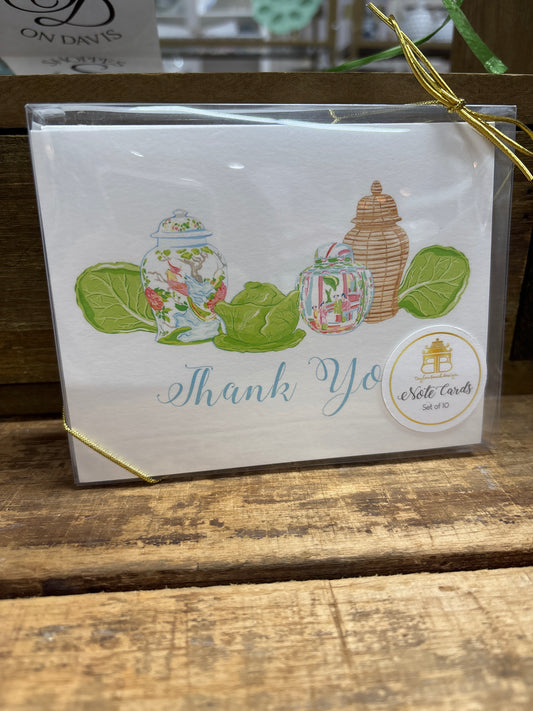 ON DAVIS
Thank Yo
Note Cards
Set of 10